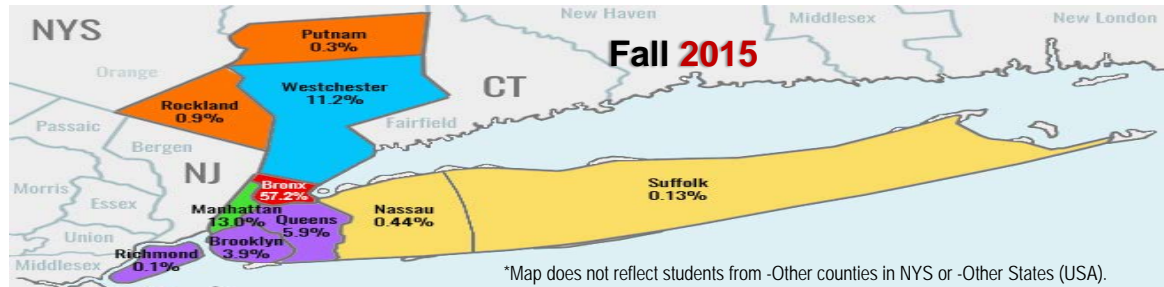 NYS
Putnam
0.3%
New Haven
Middlesex
New London
Fall 2015
Orange
Westchester
11.2%
CT
Rockland
0.9%
Passaic
Fairfield
Bergen
NJ
Morris
Essex
Bronx
57.2%
Suffolk
0.13%
Manhattan
13.0%
Queens
5.9%
Nassau
0.44%
Union
Brooklyn
3.9%
Richmond
0.1%
Middlesex
*Map does not reflect students from -Other counties in NYS or -Other States (USA).